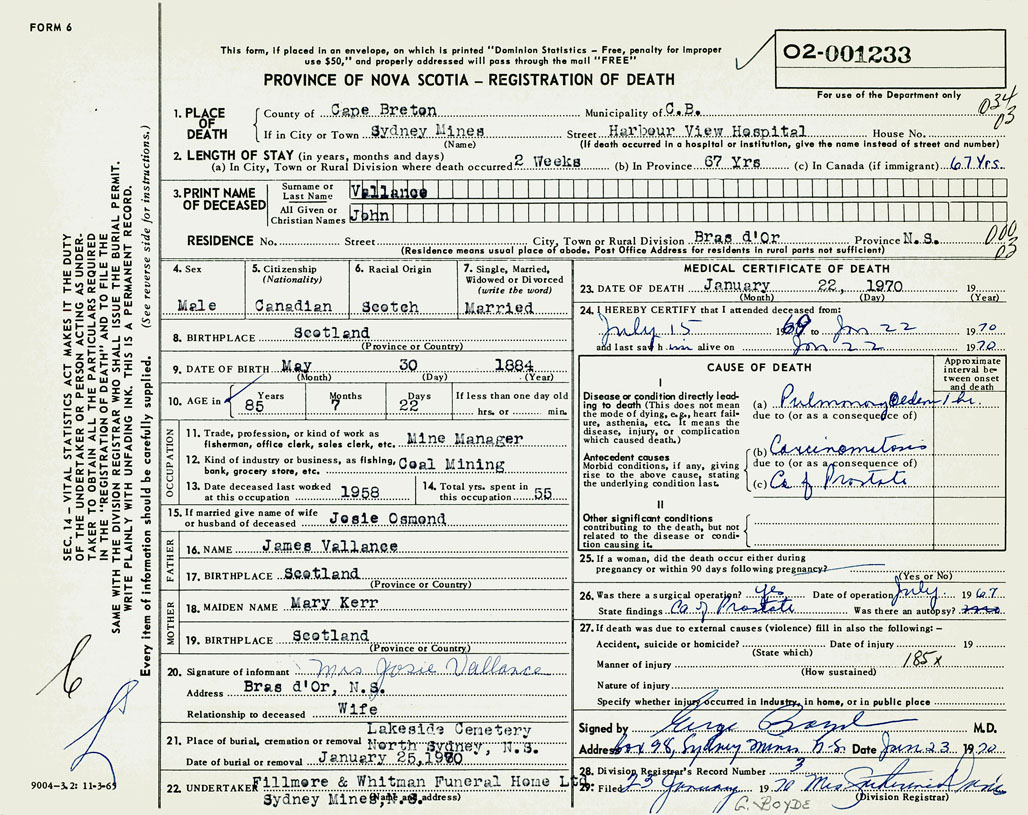 FORM 6
This form, if placed in an envelope, on which is printed "Dominion Statistics – Free, penalty for improper
use $50," and properly addressed will pass through the mail "FREE"
PROVINCE OF NOVA SCOTIA – REGISTRATION OF DEATH
02-001233
For use of the Department only
034
03
1. PLACE OF DEATH County of Cape Breton Municipality of C.B.
If in City or Town Sydney Mines Street Harbour View Hospital House No.
(Name) (If death occurred in a hospital or institution, give the name instead of street and number)
2. LENGTH OF STAY (in years, months and days)
(a) In City, Town or Rural Division where death occurred 2 Weeks (b) In Province 67 Yrs (c) In Canada (if immigrant) 67 Yrs.
3. PRINT NAME OF DECEASED
Surname or Last Name Vallance
All Given or Christian Names John
000
03
RESIDENCE No. Street City, Town or Rural Division Bras d'Or Province N.S.
(Residence means usual place of abode. Post Office Address for residents in rural parts not sufficient)
4. Sex
Male
5. Citizenship
(Nationality)
Canadian
6. Racial Origin
Scotch
7. Single, Married,
Widowed or Divorced
(write the word)
Married
8. BIRTHPLACE Scotland
(Province or Country)
9. DATE OF BIRTH May 30 1884
(Month) (Day) (Year)
10. AGE in Years Months Days If less than one day old
85 7 22 hrs. or min.
OCCUPATION
11. Trade, profession, or kind of work as
fisherman, office clerk, sales clerk, etc. Mine Manager
12. Kind of industry or business, as fishing,
bank, grocery store, etc. Coal Mining
13. Date deceased last worked
at this occupation 1958
14. Total yrs. spent in
this occupation 55
15. If married give name of wife
or husband of deceased Josie Osmond
FATHER
16. NAME James Vallance
17. BIRTHPLACE Scotland
(Province or Country)
MOTHER
18. MAIDEN NAME Mary Kerr
19. BIRTHPLACE Scotland
(Province or Country)
20. Signature of informant Mrs Josie Vallance
Address Bras d'Or, N.S.
Relationship to deceased Wife
21. Place of burial, cremation or removal Lakeside Cemetery
North Sydney, N.S.
Date of burial or removal January 25, 1970
22. UNDERTAKER Fillmore & Whitman Funeral Home Ltd.
Sydney Mines, N.S.
(Name and address)
MEDICAL CERTIFICATE OF DEATH
23. DATE OF DEATH January 22, 1970 19
(Month) (Day) (Year)
24. I HEREBY CERTIFY that I attended deceased from:
July 15 1969 to Jan 22 1970
and last saw him alive on Jan 22 1970
CAUSE OF DEATH
Approximate
interval be-
tween onset
and death
I
Disease or condition directly lead-
ing to death (This does not mean
the mode of dying, e.g., heart fail-
ure, asthenia, etc. It means the
disease, injury, or complication
which caused death.)
(a) Pulmonary Oedema 1 hr.
due to (or as a consequence of)
Antecedent causes
Morbid conditions, if any, giving
rise to the above cause, stating
the underlying condition last.
(b) Carcinomatosis
due to (or as a consequence of)
(c) Ca of Prostate
II
Other significant conditions
contributing to the death, but not
related to the disease or condi-
tion causing it.
25. If a woman, did the death occur either during
pregnancy or within 90 days following pregnancy?
(Yes or No)
26. Was there a surgical operation? yes Date of operation July 1967
State findings Ca of Prostate Was there an autopsy? no
27. If death was due to external causes (violence) fill in also the following: –
Accident, suicide or homicide? Date of injury 19
(State which)
Manner of injury 185x
(How sustained)
Nature of injury
Specify whether injury occurred in industry, in home, or in public place
Signed by George Boyd M.D.
Address Box 98, Sydney Mines N.S. Date Jan 23 1970
28. Division Registrar's Record Number 3
29. Filed 23 January 1970 Mrs
(Division Registrar)
G. BOYDE
SEC. 14 – VITAL STATISTICS ACT MAKES IT THE DUTY
OF THE UNDERTAKER OR PERSON ACTING AS UNDER-
TAKER TO OBTAIN ALL THE PARTICULARS REQUIRED
IN THE "REGISTRATION OF DEATH" AND TO FILE THE
SAME WITH THE DIVISION REGISTRAR WHO SHALL ISSUE THE BURIAL PERMIT.
WRITE PLAINLY WITH UNFADING INK. THIS IS A PERMANENT RECORD.
Every item of information should be carefully supplied. (See reverse side for instructions.)
9004-3.2: 11-3-65